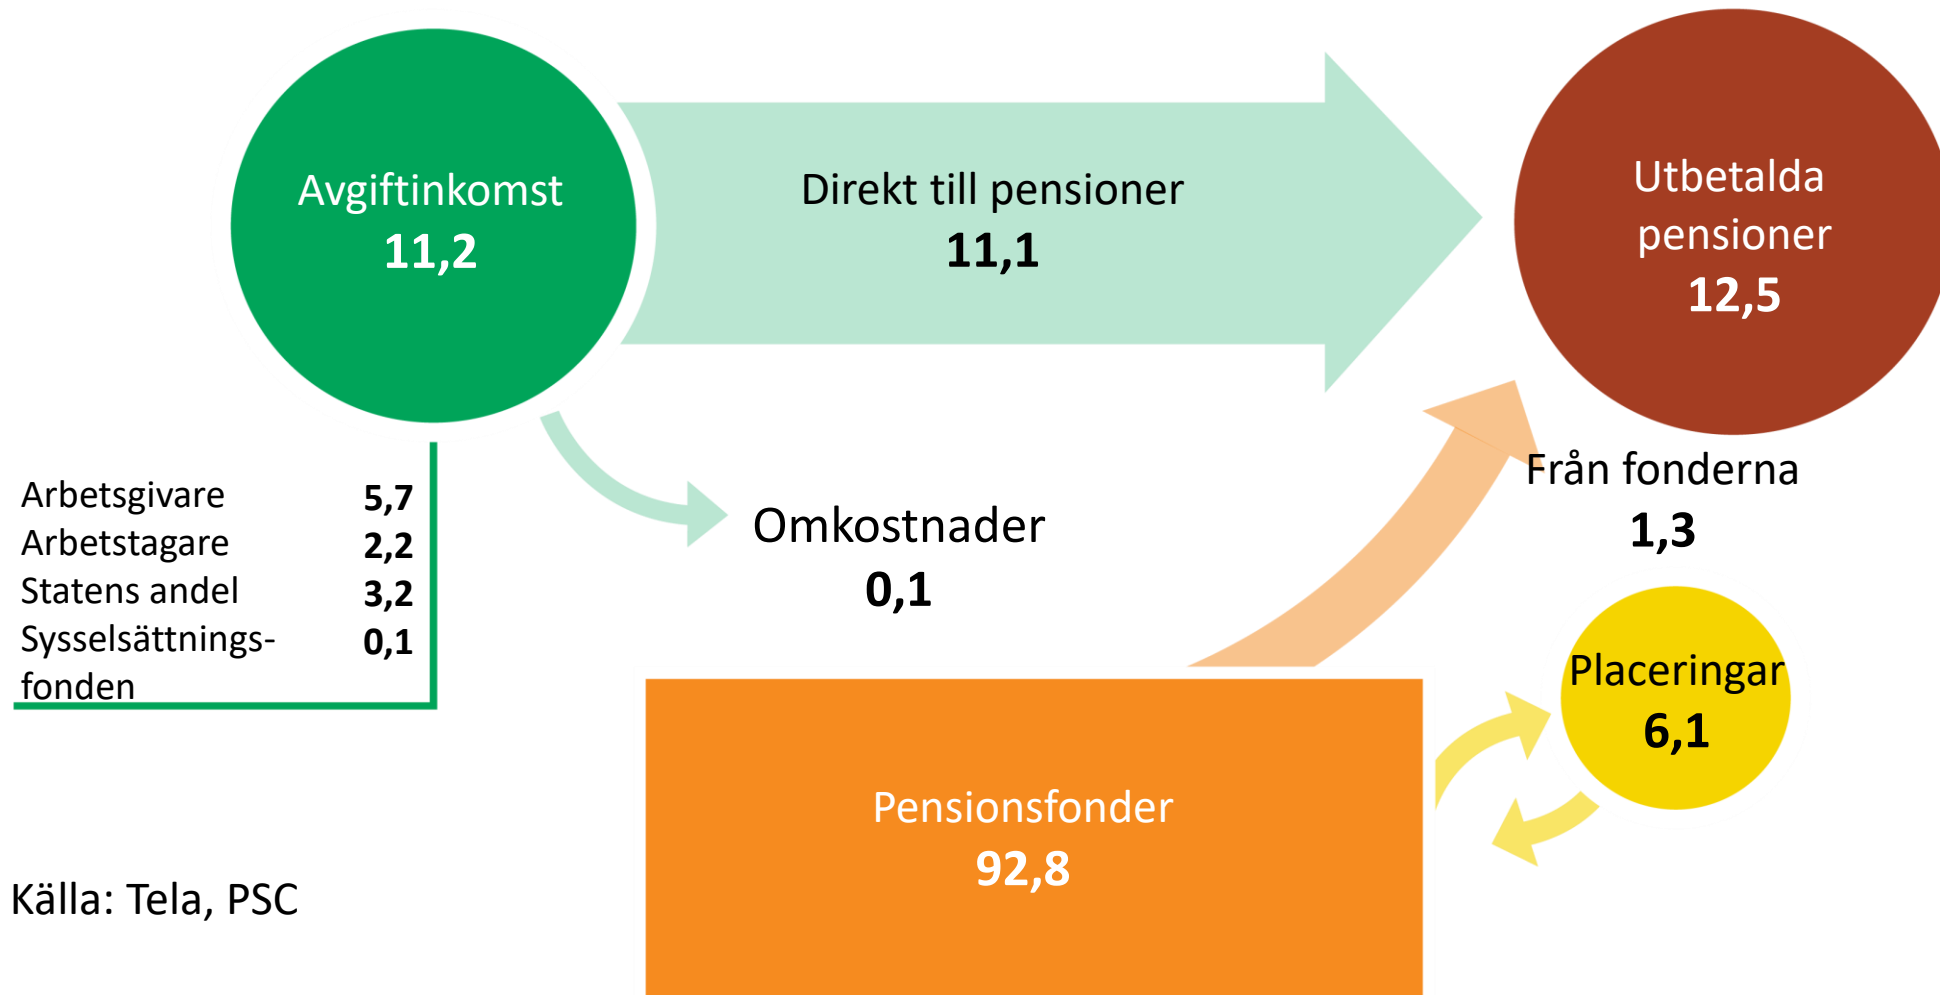 Avgiftinkomst
11,2
Direkt till pensioner
11,1
Utbetalda
pensioner
12,5
Arbetsgivare 5,7
Arbetstagare 2,2
Statens andel 3,2
Sysselsättnings- 0,1
fonden
Omkostnader
0,1
Från fonderna
1,3
Placeringar
6,1
Pensionsfonder
92,8
Källa: Tela, PSC